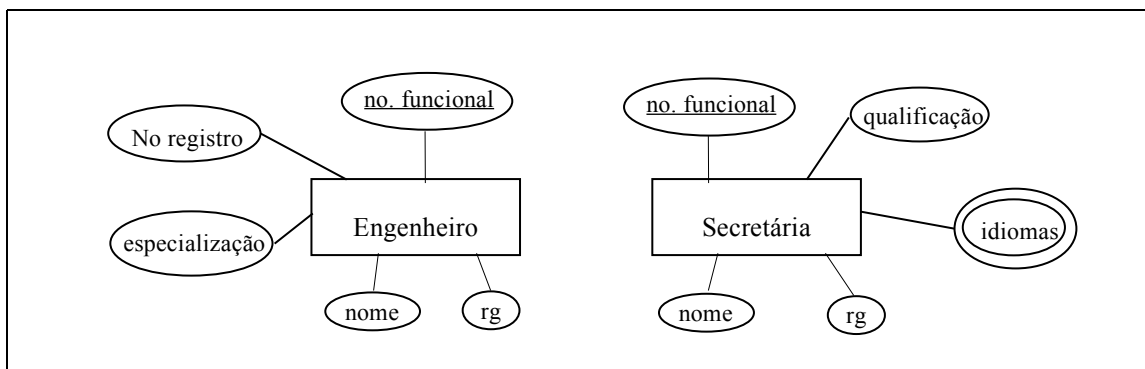 no. funcional
No registro
especialização
Engenheiro
nome
rg
no. funcional
qualificação
Secretária
idiomas
nome
rg